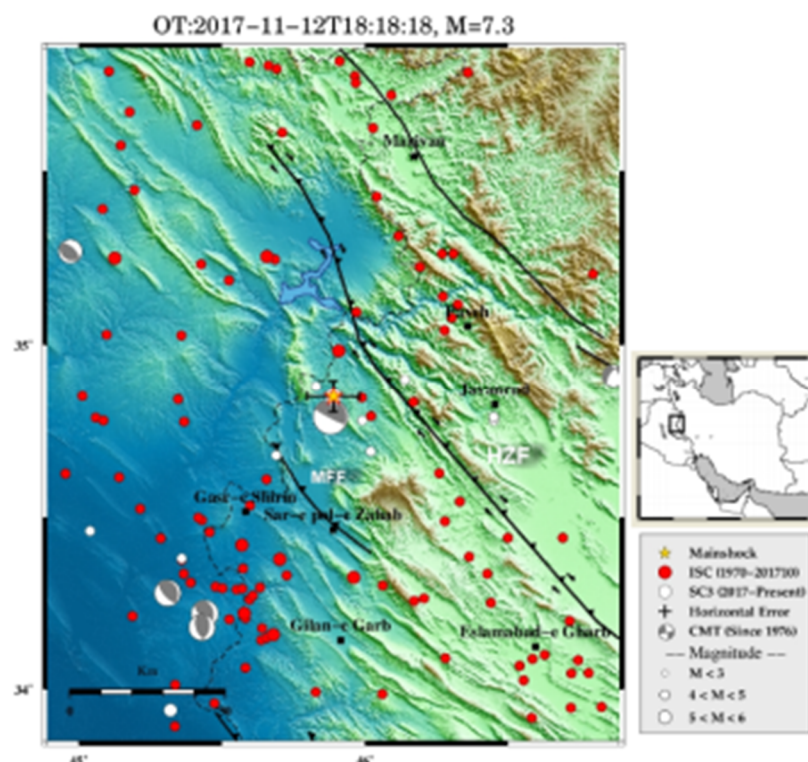 OT:2017-11-12T18:18:18, M=7.3
Marivan
35°
Paveh
Javanrud
HZF
MFF
Sar-e pol-e Zahab
Gilan-e Garb
Eslamabad-e Gharb
Km
34°
Mainshock
ISC (1970-201710)
SC3 (2017-Present)
Horizontal Error
CMT (Since 1976)
--- Magnitude ---
M < 3
4 < M < 5
5 < M < 6